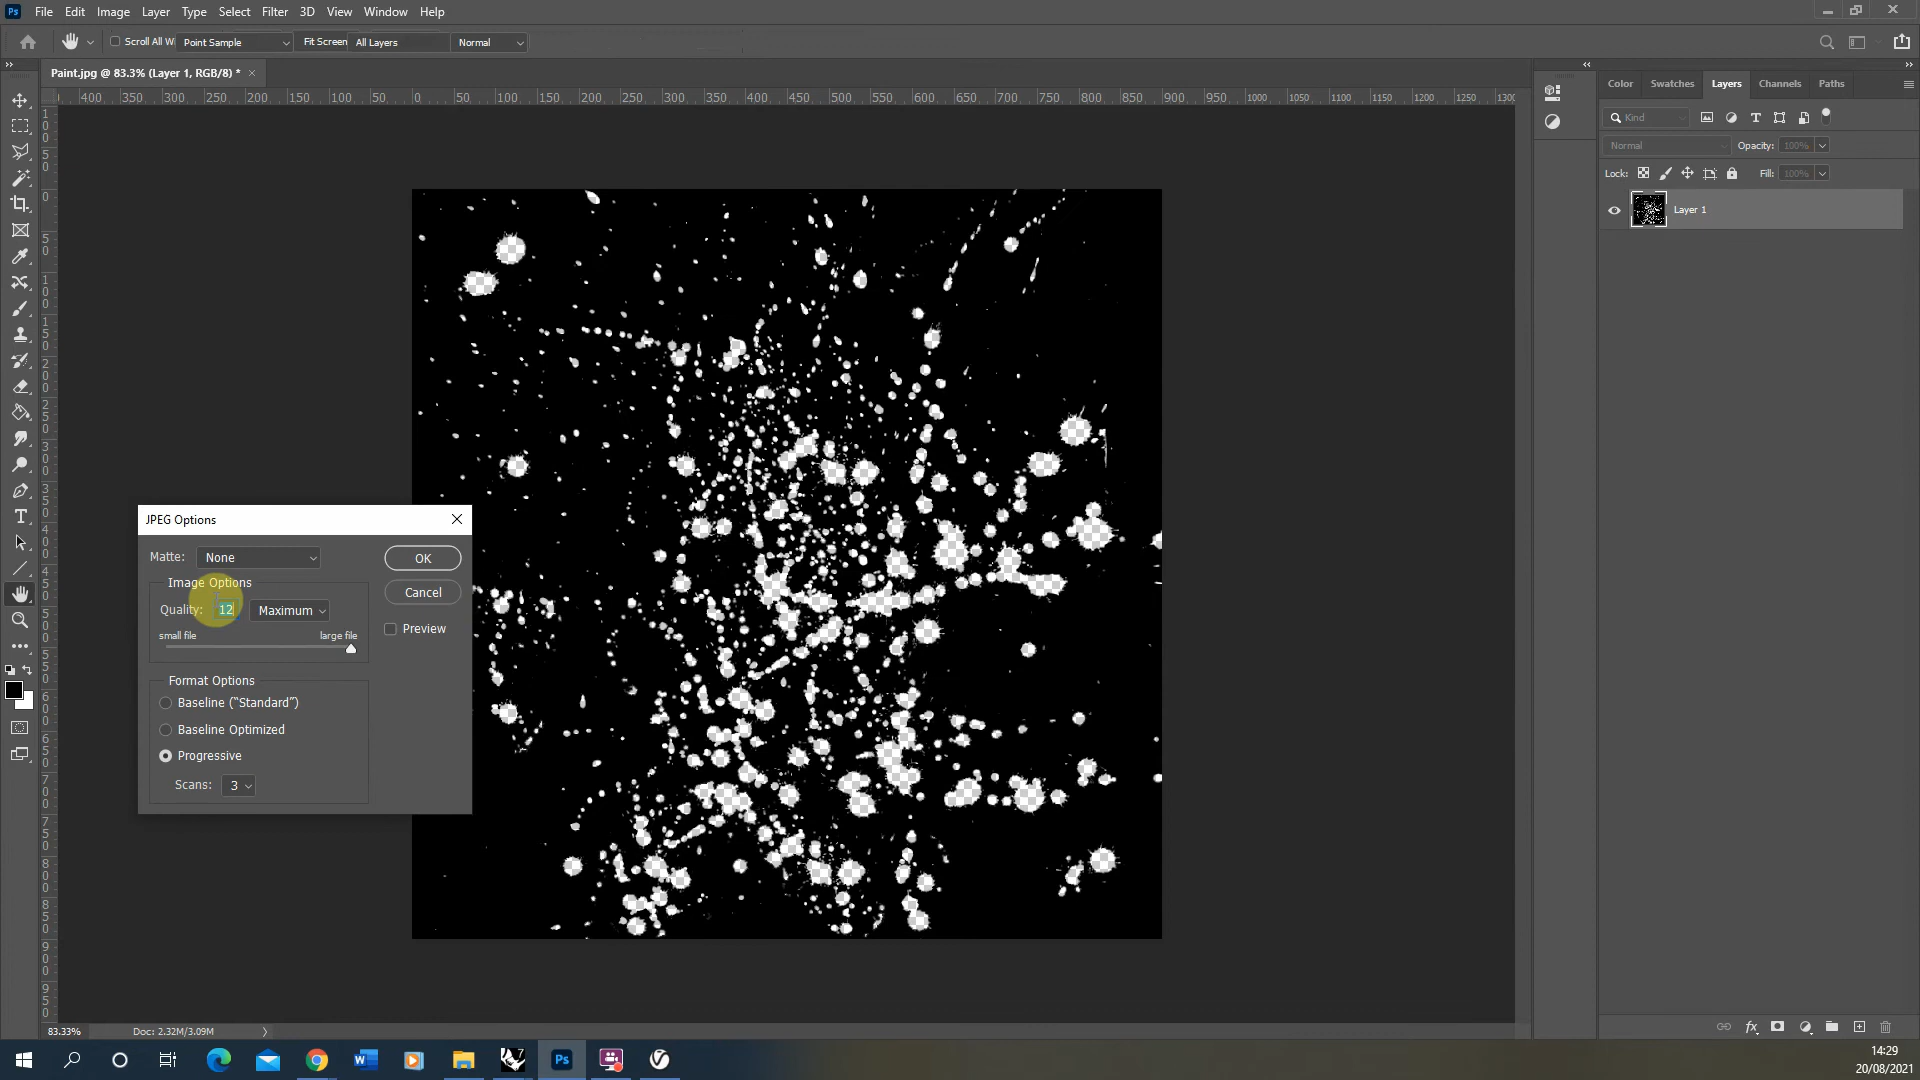 Ps File Edit Image Layer Type Select Filter 3D View Window Help
Scroll All W Point Sample Fit Screen All Layers Normal
Paint.jpg @ 83.3% (Layer 1, RGB/8) *
400 350 300 250 200 150 100 50 0 50 100 150 200 250 300 350 400 450 500 550 600 650 700 750 800 850 900 950 1000 1050 1100 1150 1200 1250 1300
Color Swatches Layers Channels Paths
Kind
Normal Opacity: 100%
Lock: Fill: 100%
Layer 1
JPEG Options
Matte: None OK
Image Options
Cancel
Quality: 12 Maximum
Preview
small file large file
Format Options
Baseline (“Standard”)
Baseline Optimized
Progressive
Scans: 3
83.33% Doc: 2.32M/3.09M
Ps
14:29
20/08/2021